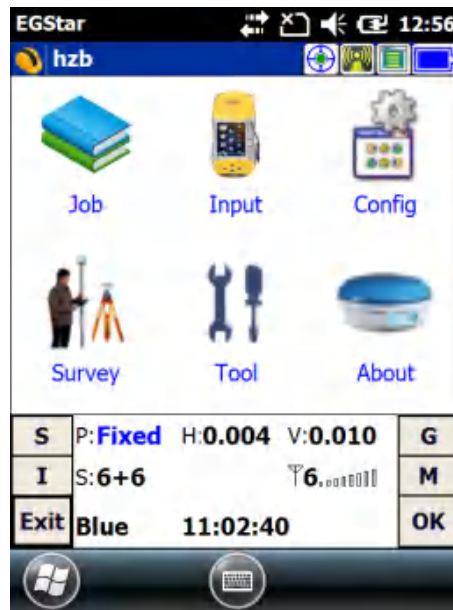 EGStar 12:56
hzb
Job Input Config
Survey Tool About
S P:Fixed H:0.004 V:0.010 G
I S:6+6 6 M
Exit Blue 11:02:40 OK